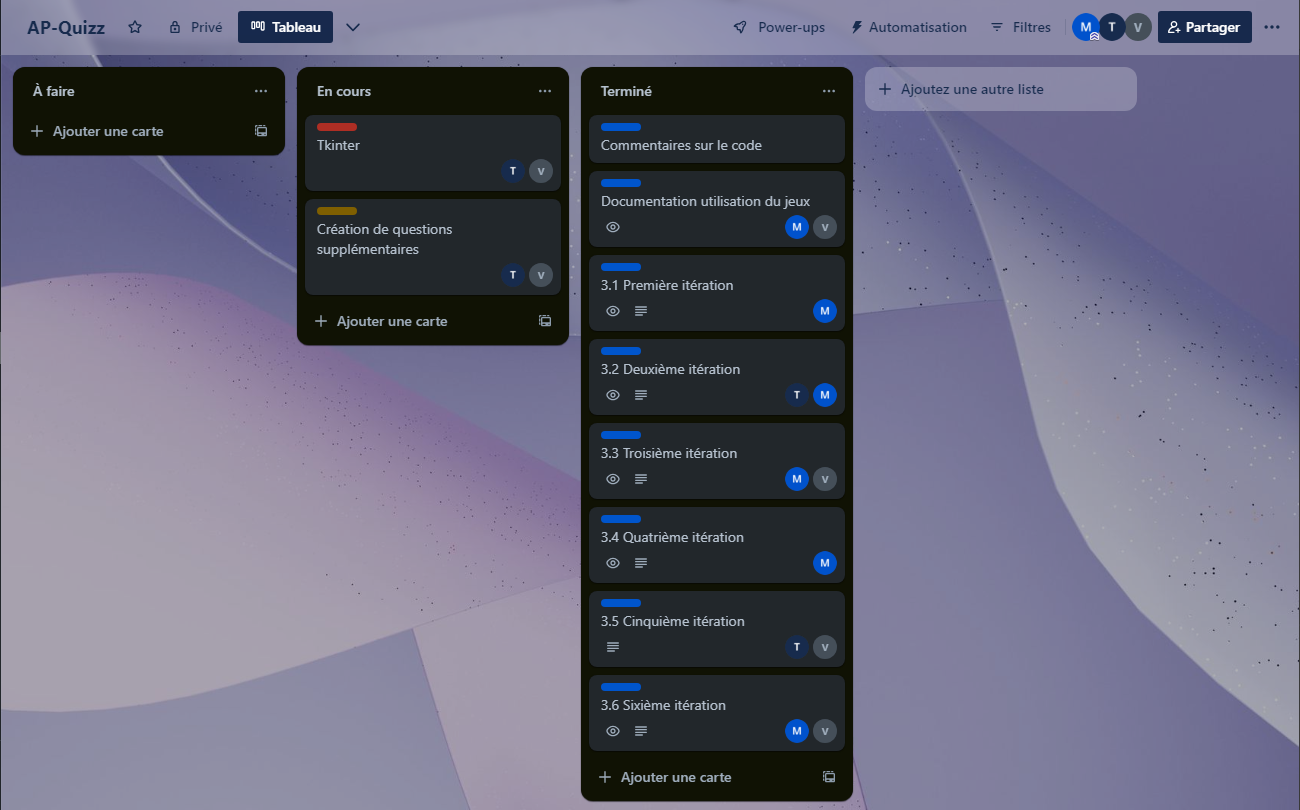 AP-Quizz
Privé
Tableau
Power-ups
Automatisation
Filtres
M
T
V
Partager
À faire
Ajouter une carte
En cours
Tkinter
T
V
Création de questions
supplémentaires
T
V
Ajouter une carte
Terminé
Commentaires sur le code
Documentation utilisation du jeux
M
V
3.1 Première itération
M
3.2 Deuxième itération
T
M
3.3 Troisième itération
M
V
3.4 Quatrième itération
M
3.5 Cinquième itération
T
V
3.6 Sixième itération
M
V
Ajouter une carte
Ajoutez une autre liste